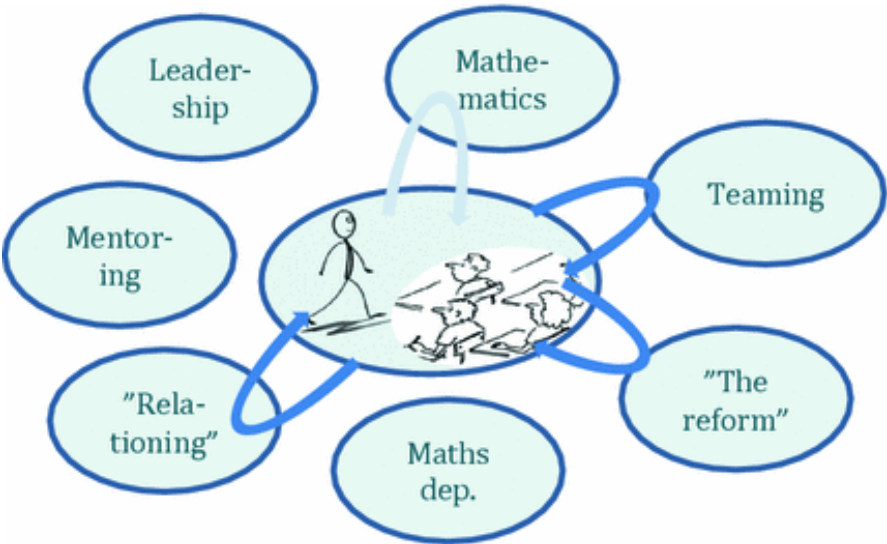 Leader-
ship
Mathe-
matics
Teaming
Mentor-
ing
”The
reform”
”Rela-
tioning”
Maths
dep.